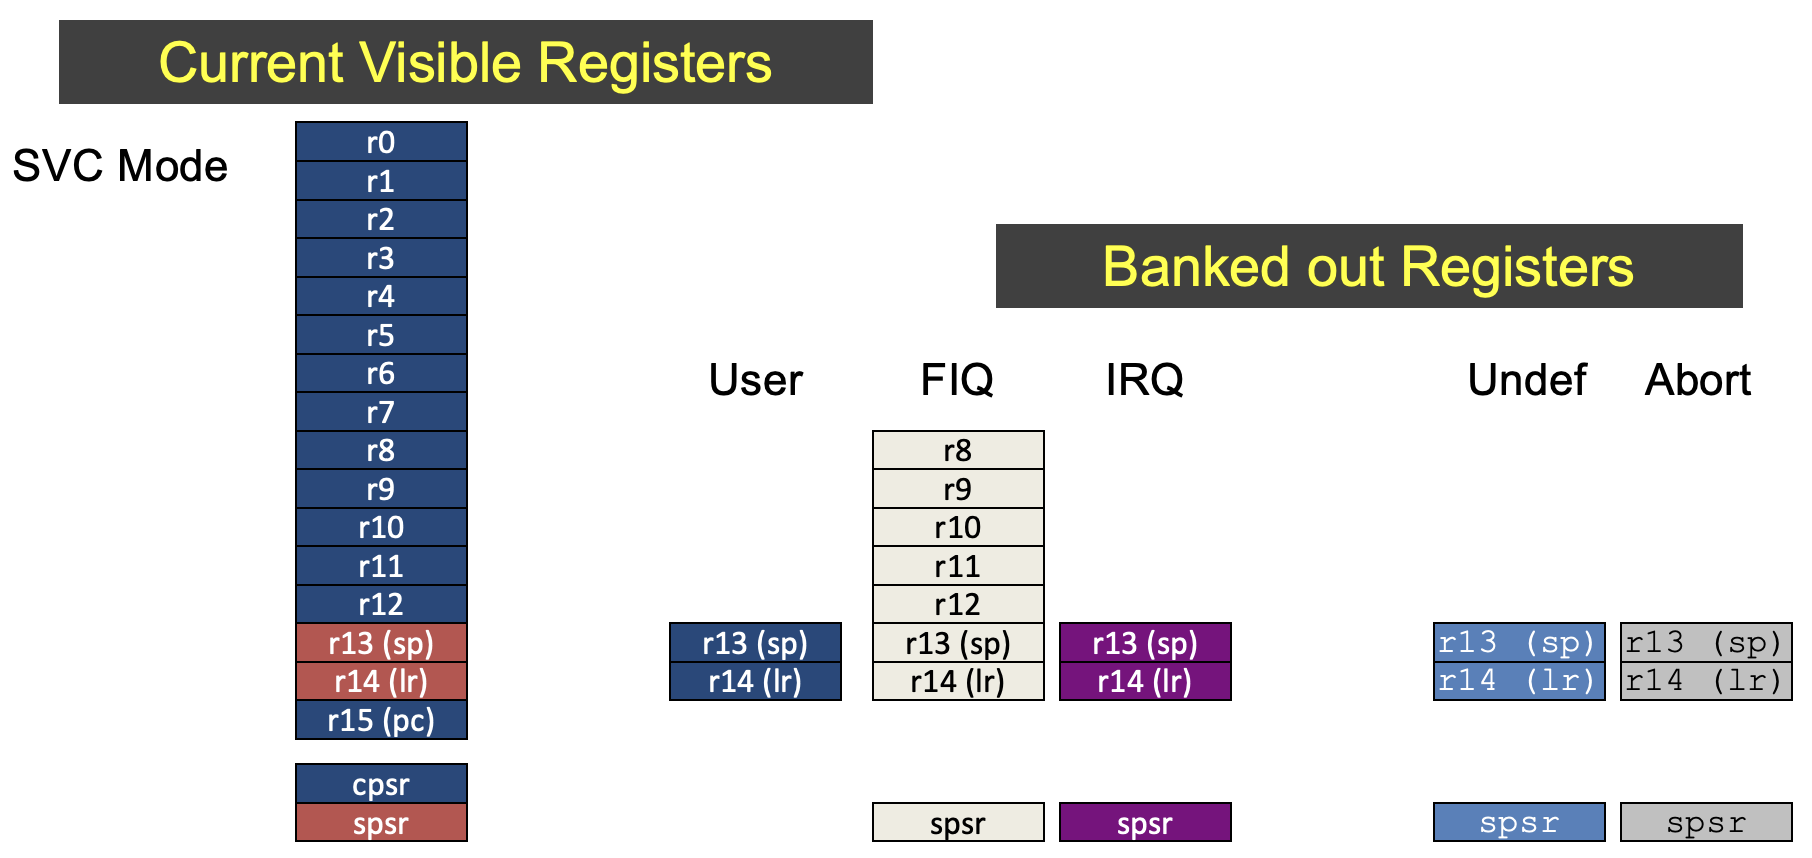 Current Visible Registers
SVC Mode
r0
r1
r2
r3
r4
r5
r6
r7
r8
r9
r10
r11
r12
r13 (sp)
r14 (lr)
r15 (pc)
cpsr
spsr
Banked out Registers
User
r13 (sp)
r14 (lr)
FIQ
r8
r9
r10
r11
r12
r13 (sp)
r14 (lr)
spsr
IRQ
r13 (sp)
r14 (lr)
spsr
Undef
r13 (sp)
r14 (lr)
spsr
Abort
r13 (sp)
r14 (lr)
spsr